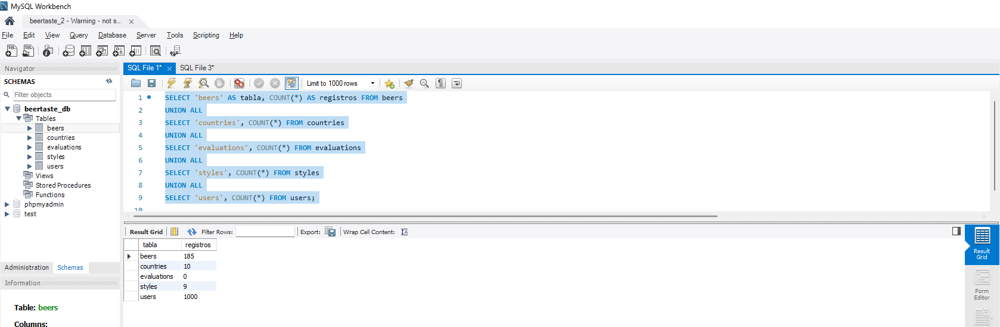 MySQL Workbench
beertaste_2 - Warning - not s...
File Edit View Query Database Server Tools Scripting Help
Navigator
SCHEMAS
Filter objects
beertaste_db
Tables
beers
countries
evaluations
styles
users
Views
Stored Procedures
Functions
phpmyadmin
test
Administration Schemas
Information
Table: beers
Columns:
SQL File 1* SQL File 3*
Limit to 1000 rows
1 SELECT 'beers' AS tabla, COUNT(*) AS registros FROM beers
2 UNION ALL
3 SELECT 'countries', COUNT(*) FROM countries
4 UNION ALL
5 SELECT 'evaluations', COUNT(*) FROM evaluations
6 UNION ALL
7 SELECT 'styles', COUNT(*) FROM styles
8 UNION ALL
9 SELECT 'users', COUNT(*) FROM users;
10
Result Grid Filter Rows: Export: Wrap Cell Content:
tabla registros
beers 185
countries 10
evaluations 0
styles 9
users 1000
Result
Grid
Form
Editor